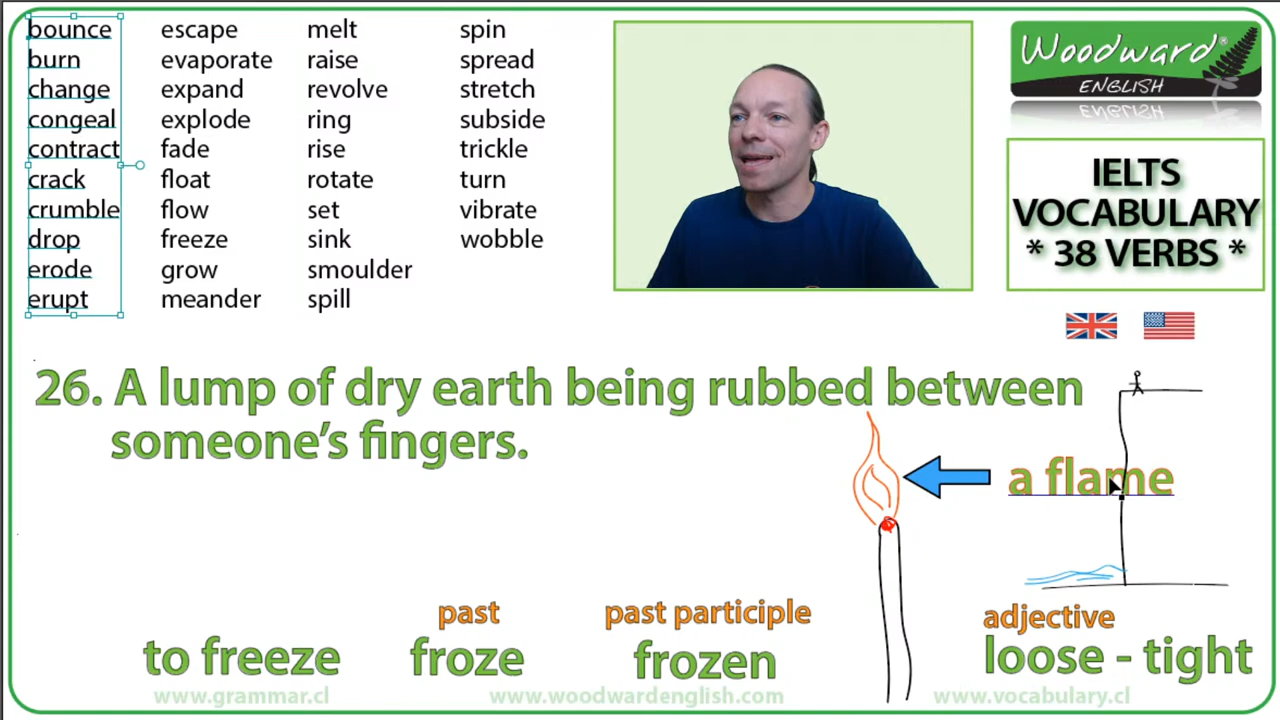 bounce
burn
change
congeal
contract
crack
crumble
drop
erode
erupt
escape
evaporate
expand
explode
fade
float
flow
freeze
grow
meander
melt
raise
revolve
ring
rise
rotate
set
sink
smoulder
spill
spin
spread
stretch
subside
trickle
turn
vibrate
wobble
Woodward®
ENGLISH
IELTS
VOCABULARY
* 38 VERBS *
26. A lump of dry earth being rubbed between
someone’s fingers.
a flame
past
past participle
adjective
to freeze
froze
frozen
loose - tight
www.grammar.cl
www.woodwardenglish.com
www.vocabulary.cl